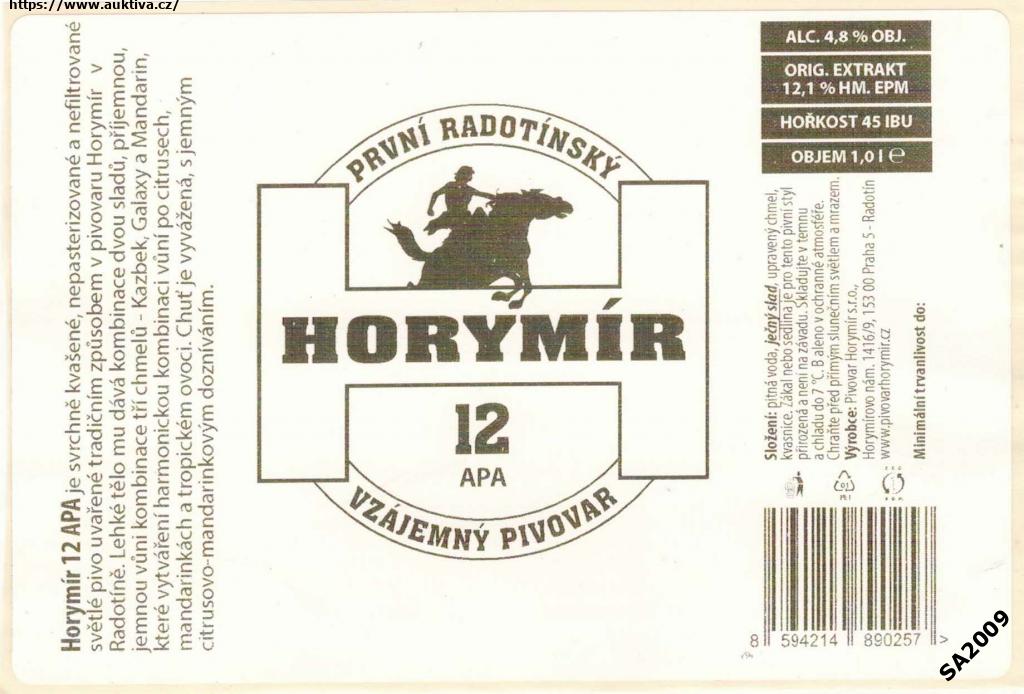 https://www.auktiva.cz/
Horymír 12 APA je svrchně kvašené, nepasterizované a nefiltrované
světlé pivo uvařené tradičním způsobem v pivovaru Horymír v
Radotíně. Lehké tělo mu dává kombinace dvou sladů, příjemnou,
jemnou vůni kombinace tří chmelů - Kazbek, Galaxy a Mandarin,
které vytváření harmonickou kombinaci vůní po citrusech,
mandarinkách a tropickém ovoci. Chuť je vyvážená, s jemným
citrusovo-mandarinkovým dozníváním.
PRVNÍ RADOTÍNSKÝ
HORYMÍR
12
APA
VZÁJEMNÝ PIVOVAR
ALC. 4,8 % OBJ.
ORIG. EXTRAKT
12,1 % HM. EPM
HOŘKOST 45 IBU
OBJEM 1,0 l ℮
Složení: pitná voda, ječný slad, upravený chmel,
kvasnice. Zákal nebo sedlina je pro tento pivní styl
přirozená a není na závadu. Skladujte v temnu
a chladu do 7 °C. Baleno v ochranné atmosféře.
Chraňte před přímým slunečním světlem a mrazem.
Výrobce: Pivovar Horymír s.r.o.,
Horymírovo nám. 1416/9, 153 00 Praha 5 - Radotín
www.pivovarhorymir.cz
Minimální trvanlivost do:
01
PET
8 594214 890257 >
SA2009